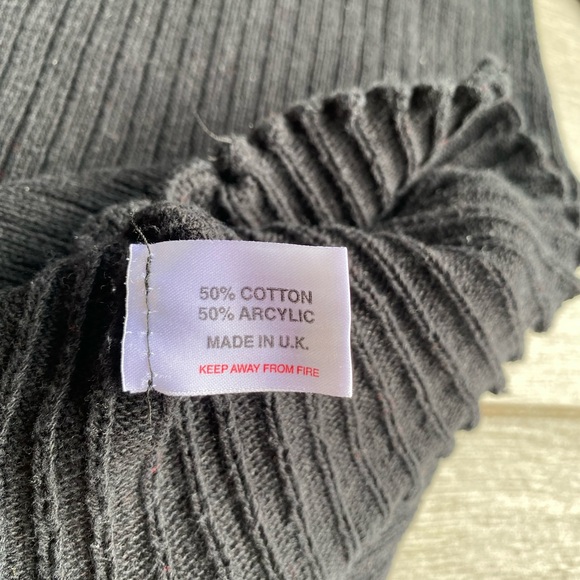 50% COTTON
50% ARCYLIC
MADE IN U.K.
KEEP AWAY FROM FIRE